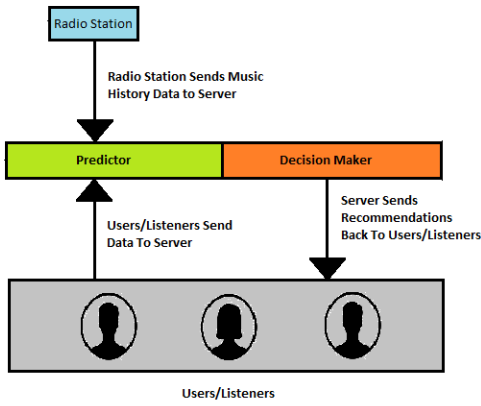 Radio Station
Radio Station Sends Music
History Data to Server
Predictor
Decision Maker
Users/Listeners Send
Data To Server
Server Sends
Recommendations
Back To Users/Listeners
Users/Listeners